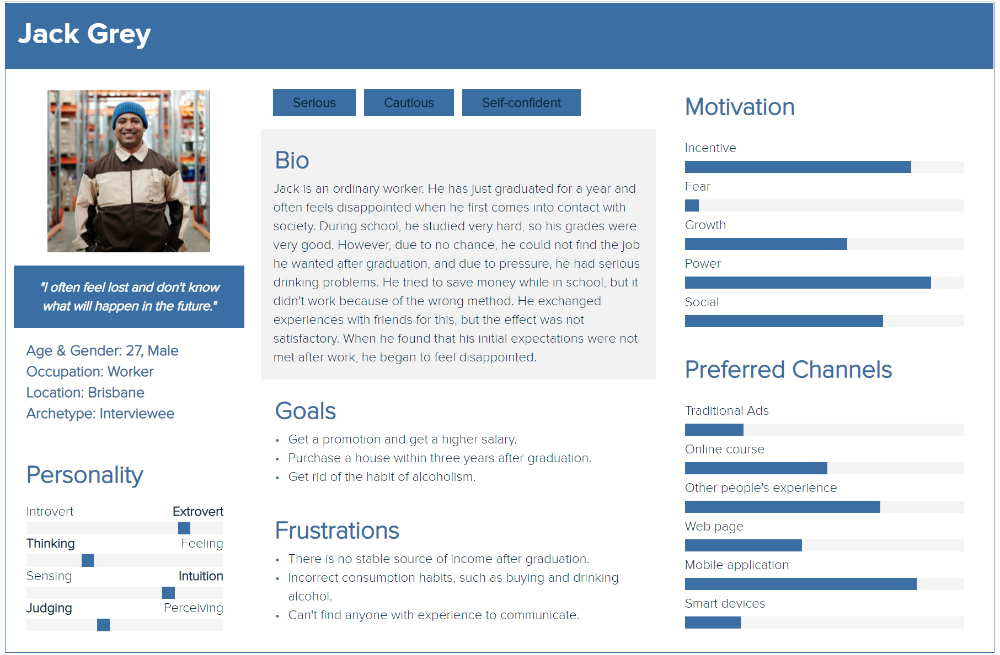 Jack Grey
"I often feel lost and don't know
what will happen in the future."
Age & Gender: 27, Male
Occupation: Worker
Location: Brisbane
Archetype: Interviewee
Personality
Introvert Extrovert
Thinking Feeling
Sensing Intuition
Judging Perceiving
Serious Cautious Self-confident
Bio
Jack is an ordinary worker. He has just graduated for a year and
often feels disappointed when he first comes into contact with
society. During school, he studied very hard, so his grades were
very good. However, due to no chance, he could not find the job
he wanted after graduation, and due to pressure, he had serious
drinking problems. He tried to save money while in school, but it
didn't work because of the wrong method. He exchanged
experiences with friends for this, but the effect was not
satisfactory. When he found that his initial expectations were not
met after work, he began to feel disappointed.
Goals
• Get a promotion and get a higher salary.
• Purchase a house within three years after graduation.
• Get rid of the habit of alcoholism.
Frustrations
• There is no stable source of income after graduation.
• Incorrect consumption habits, such as buying and drinking
alcohol.
• Can't find anyone with experience to communicate.
Motivation
Incentive
Fear
Growth
Power
Social
Preferred Channels
Traditional Ads
Online course
Other people's experience
Web page
Mobile application
Smart devices